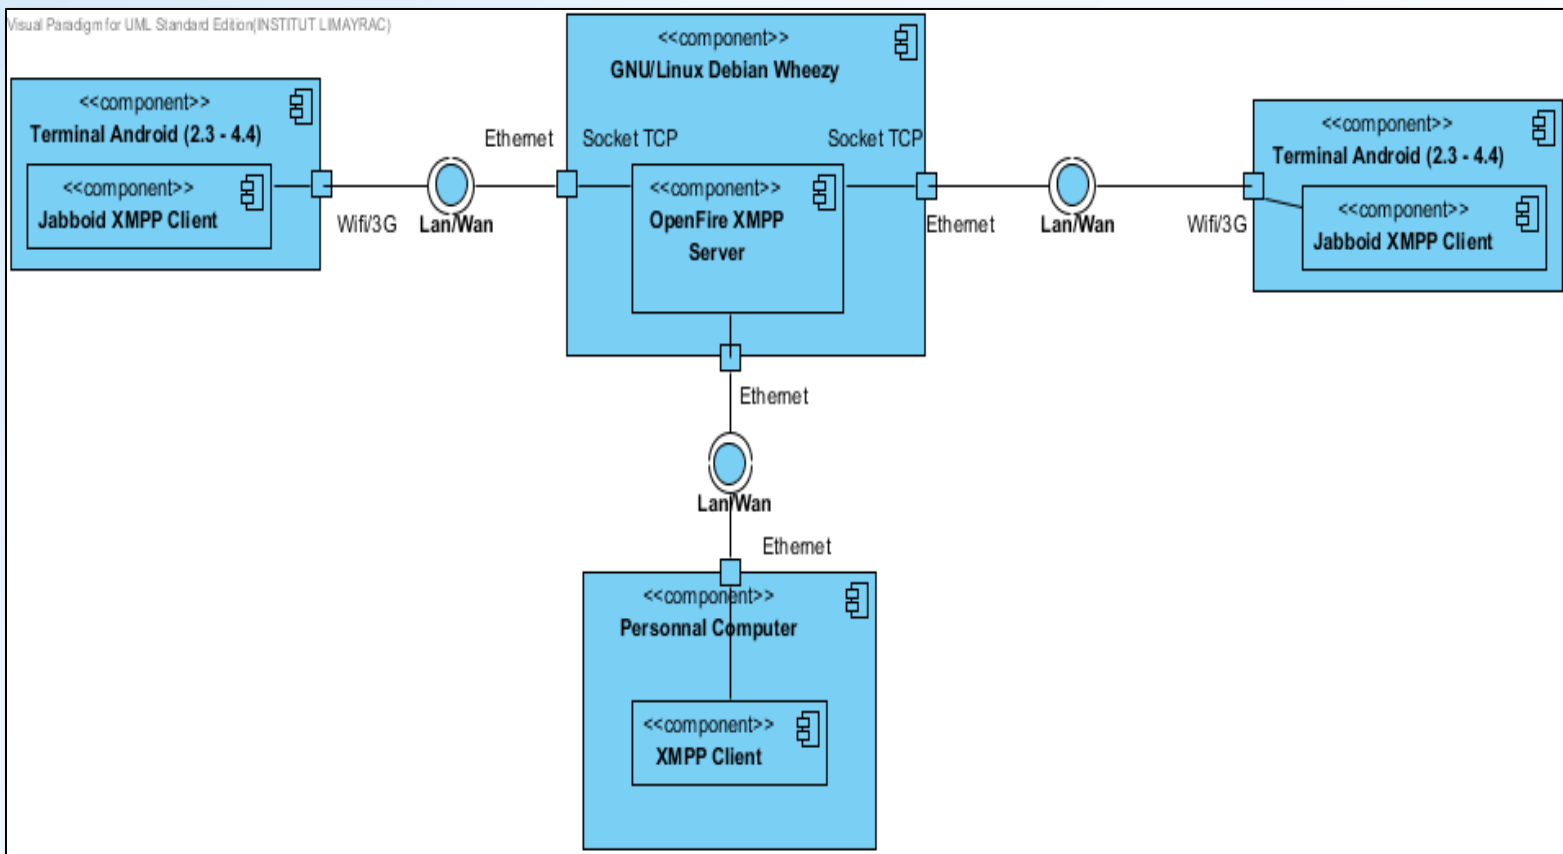 Visual Paradigm for UML Standard Edition(INSTITUT LIMAYRAC)
<<component>>
GNU/Linux Debian Wheezy
<<component>>
Terminal Android (2.3 - 4.4)
<<component>>
Jabboid XMPP Client
Wifi/3G
Lan/Wan
Ethernet
Socket TCP
Socket TCP
<<component>>
OpenFire XMPP
Server
Ethernet
Lan/Wan
Wifi/3G
<<component>>
Terminal Android (2.3 - 4.4)
<<component>>
Jabboid XMPP Client
Ethernet
Lan/Wan
Ethernet
<<component>>
Personnal Computer
<<component>>
XMPP Client